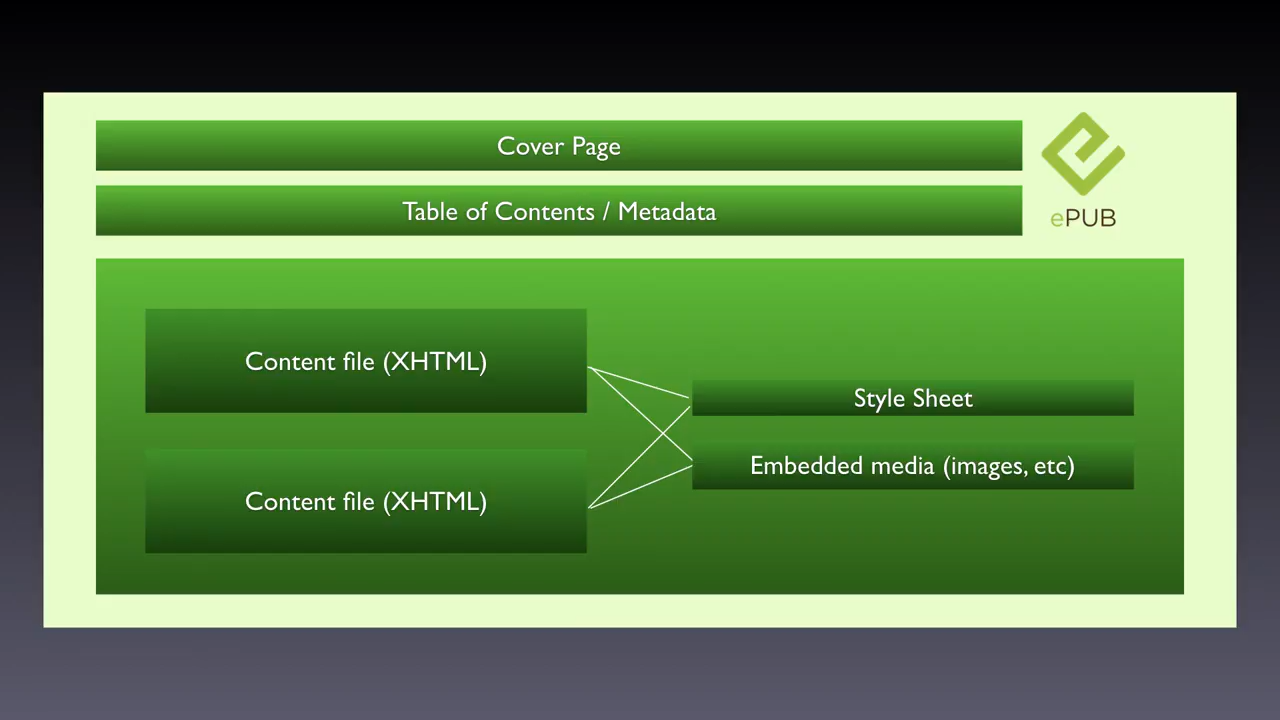 Cover Page
Table of Contents / Metadata
ePUB
Content file (XHTML)
Style Sheet
Embedded media (images, etc)
Content file (XHTML)